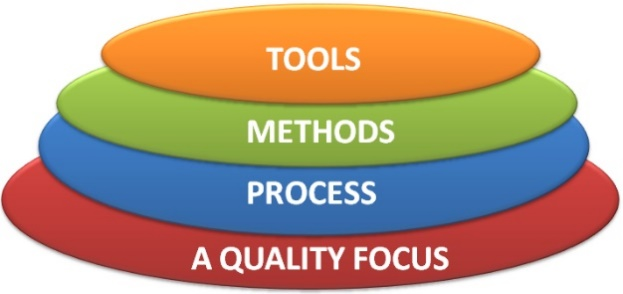 TOOLS
METHODS
PROCESS
A QUALITY FOCUS